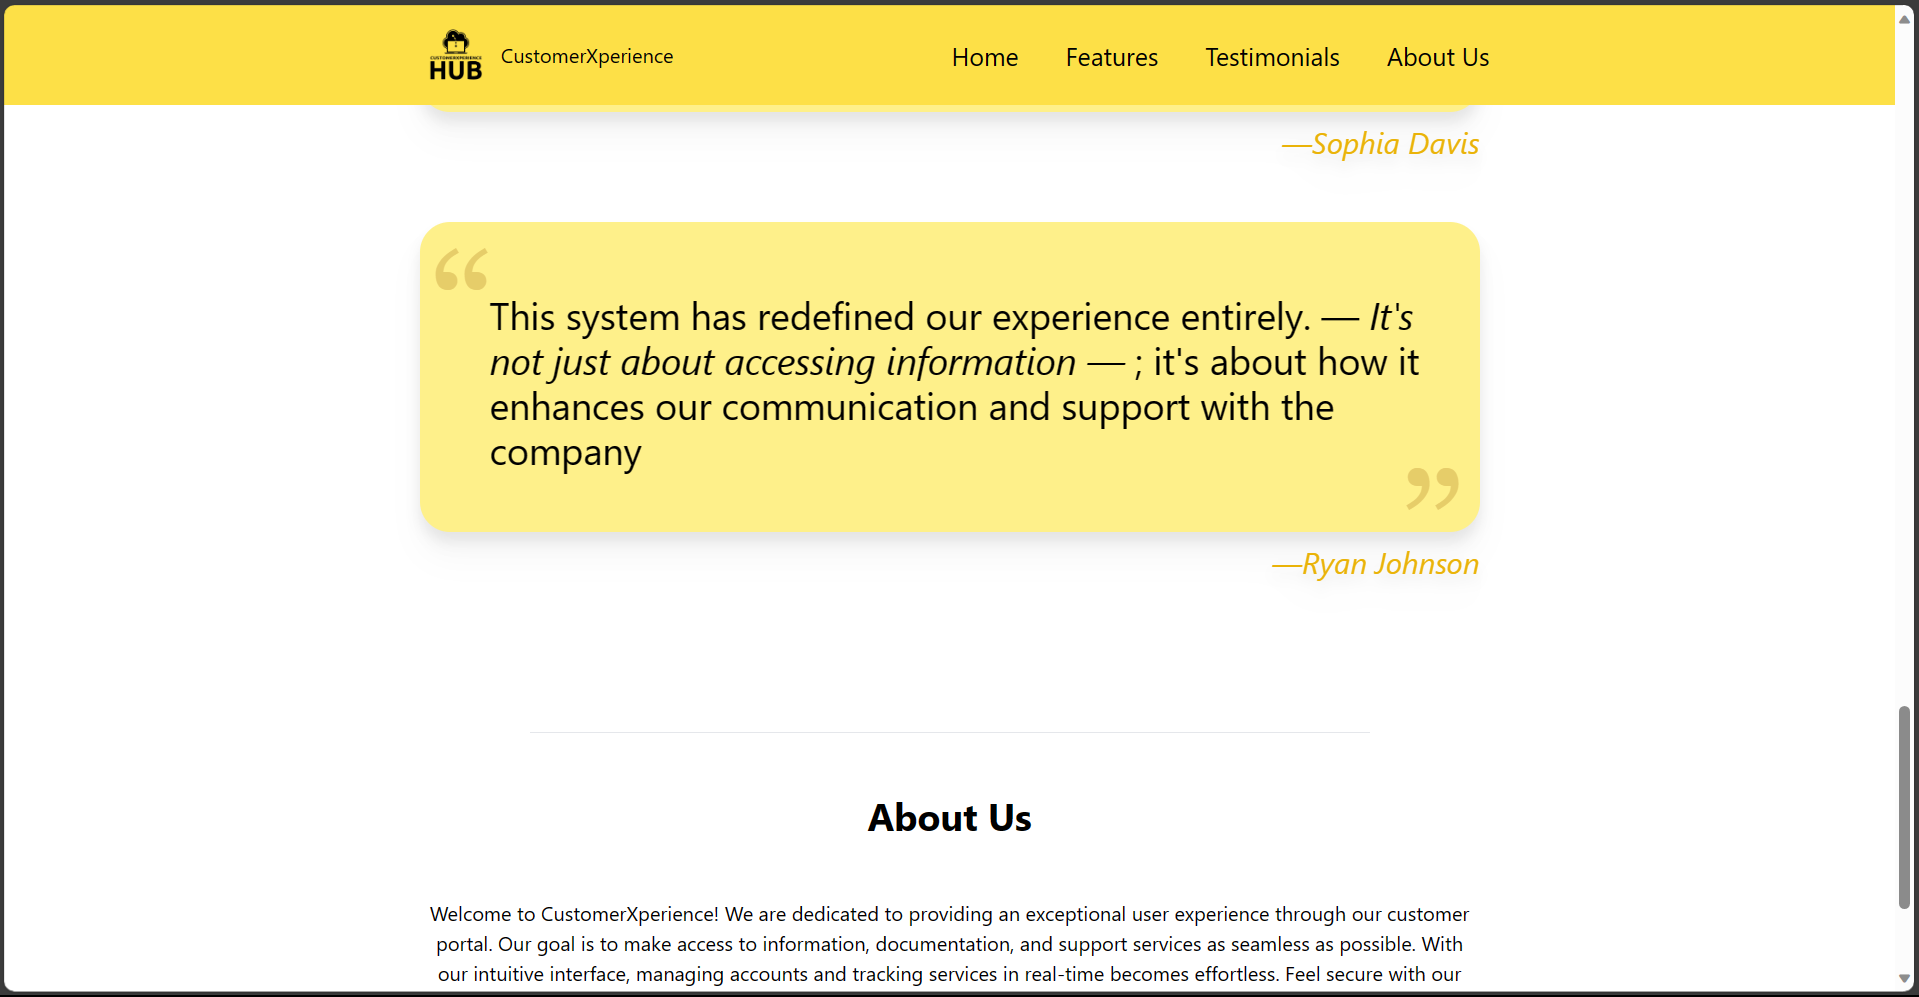 CUSTOMERXPERIENCE
HUB
CustomerXperience
Home
Features
Testimonials
About Us
—Sophia Davis
“
This system has redefined our experience entirely. — It's
not just about accessing information — ; it's about how it
enhances our communication and support with the
company
”
—Ryan Johnson
About Us
Welcome to CustomerXperience! We are dedicated to providing an exceptional user experience through our customer
portal. Our goal is to make access to information, documentation, and support services as seamless as possible. With
our intuitive interface, managing accounts and tracking services in real-time becomes effortless. Feel secure with our